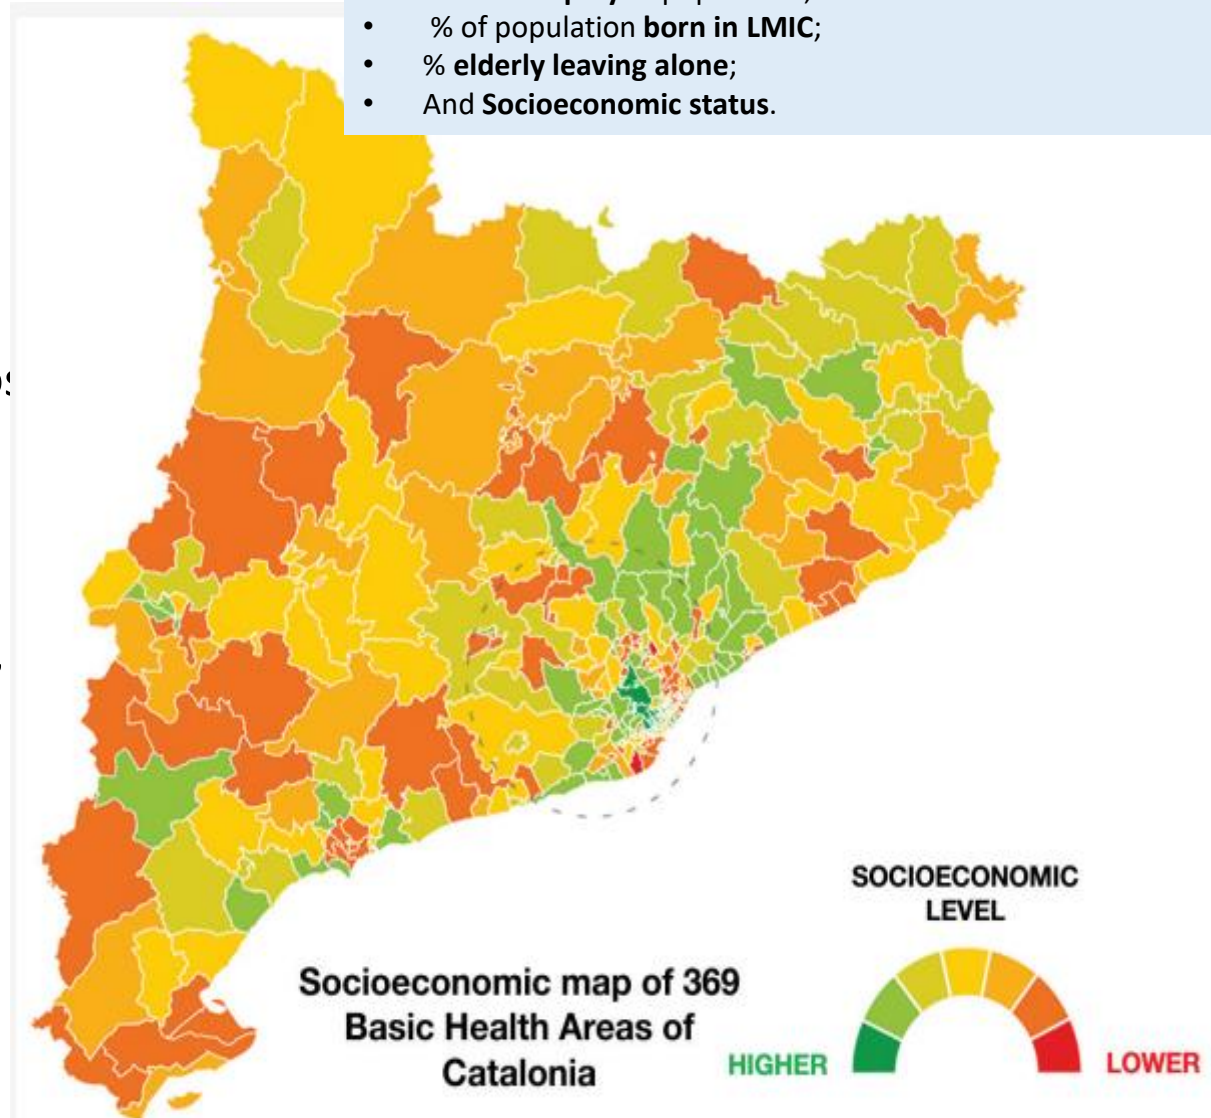 • % of population born in LMIC;
• % elderly leaving alone;
• And Socioeconomic status.
SOCIOECONOMIC
LEVEL
Socioeconomic map of 369
Basic Health Areas of
Catalonia
HIGHER
LOWER